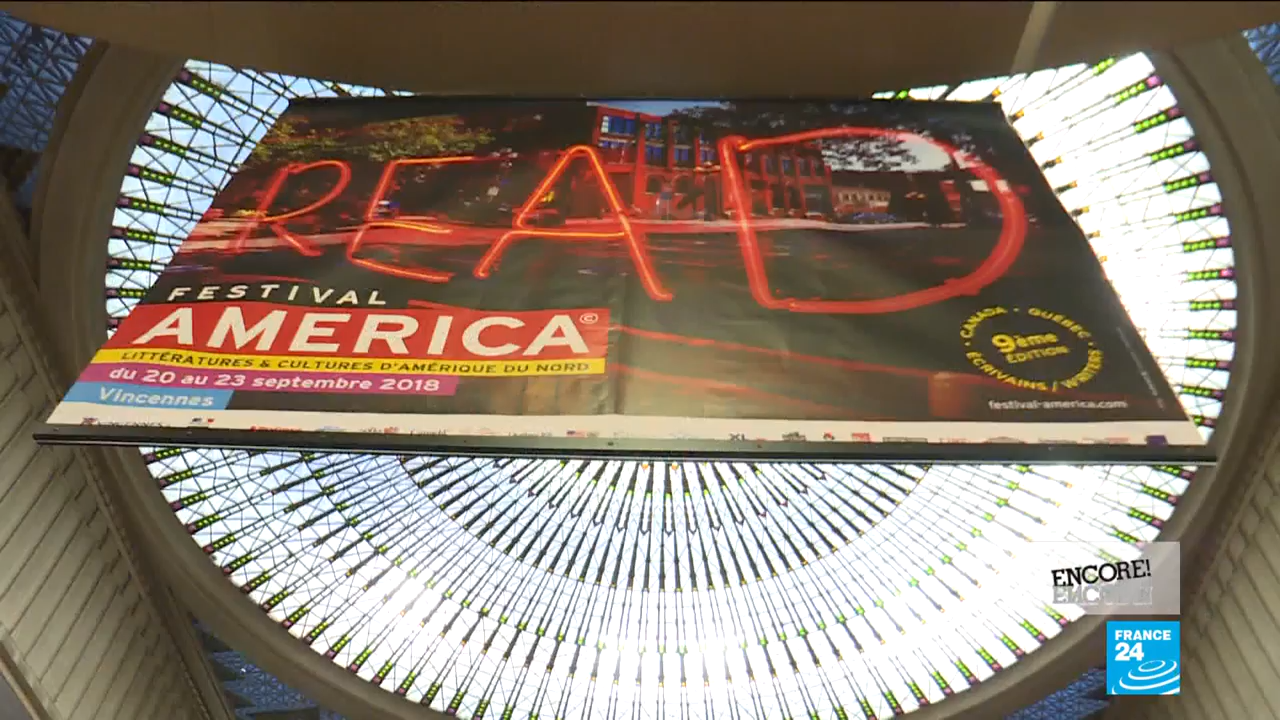 READ
FESTIVAL
AMERICA©
LITTÉRATURES & CULTURES D'AMÉRIQUE DU NORD
du 20 au 23 septembre 2018
Vincennes
CANADA • QUÉBEC •
9ème
ÉDITION
ÉCRIVAINS / WRITERS
festival-america.com
ENCORE!
FRANCE
24